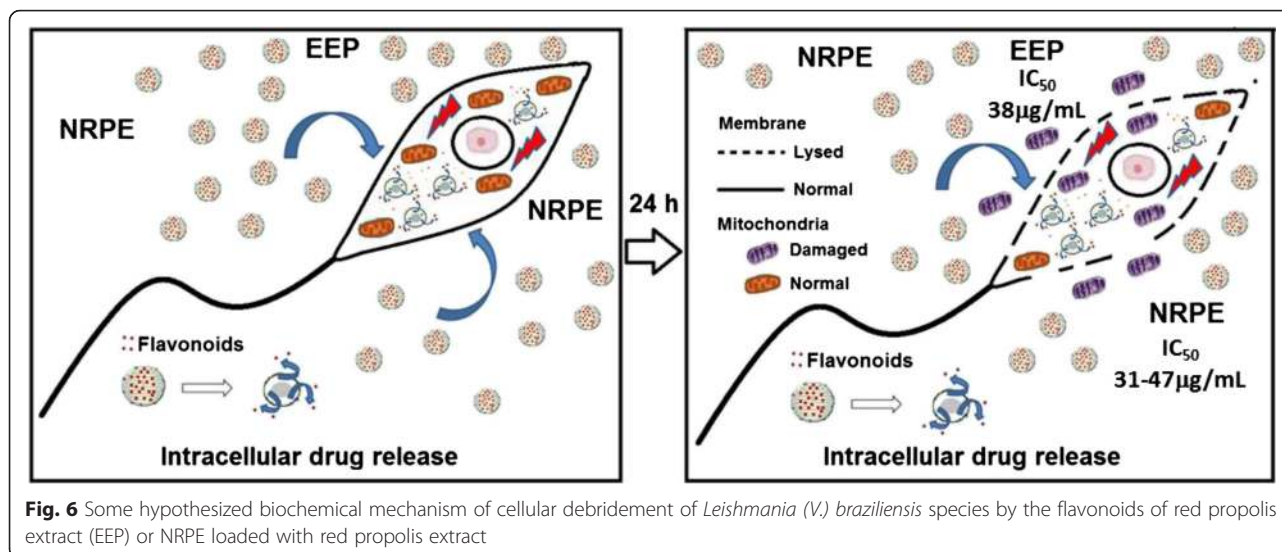 EEP
NRPE
NRPE
Flavonoids
Intracellular drug release
24 h
NRPE
EEP
IC50
38µg/mL
Membrane
Lysed
Normal
Mitochondria
Damaged
Normal
NRPE
IC50
31-47µg/mL
Flavonoids
Intracellular drug release
Fig. 6 Some hypothesized biochemical mechanism of cellular debridement of Leishmania (V.) braziliensis species by the flavonoids of red propolis
extract (EEP) or NRPE loaded with red propolis extract